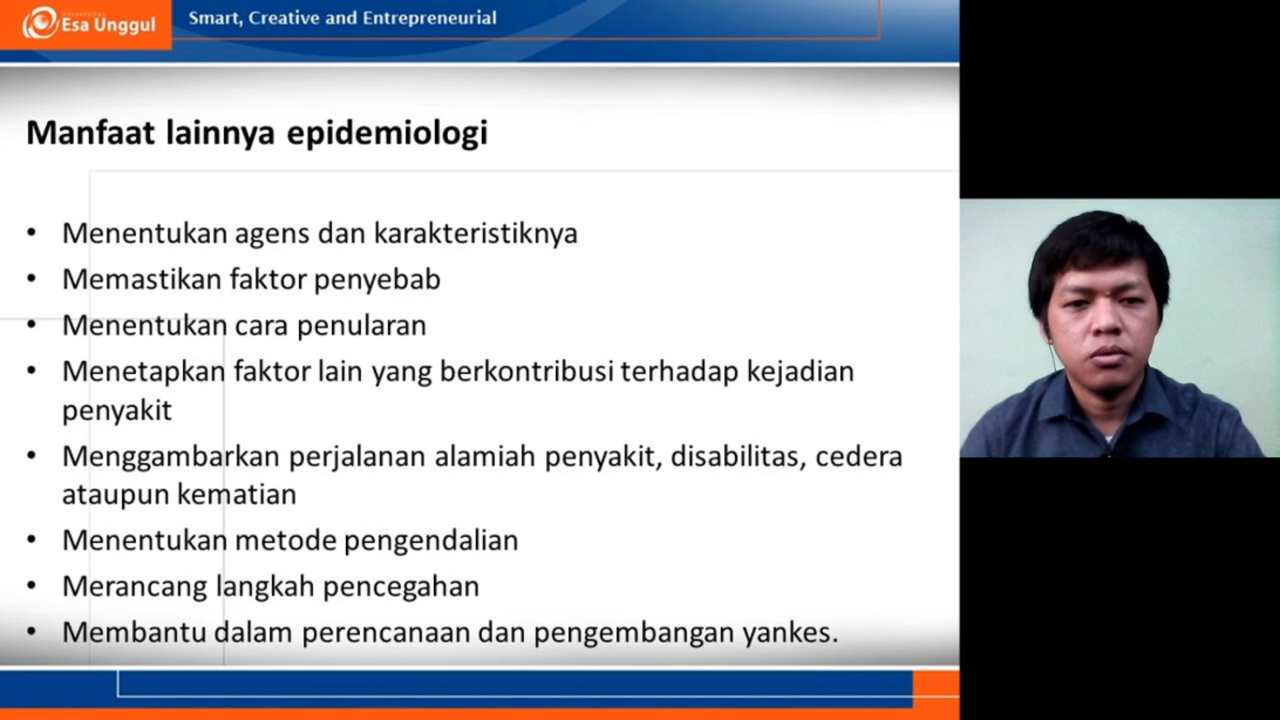 Universitas
Esa Unggul
Smart, Creative and Entrepreneurial
Manfaat lainnya epidemiologi
• Menentukan agens dan karakteristiknya
• Memastikan faktor penyebab
• Menentukan cara penularan
• Menetapkan faktor lain yang berkontribusi terhadap kejadian
penyakit
• Menggambarkan perjalanan alamiah penyakit, disabilitas, cedera
ataupun kematian
• Menentukan metode pengendalian
• Merancang langkah pencegahan
• Membantu dalam perencanaan dan pengembangan yankes.